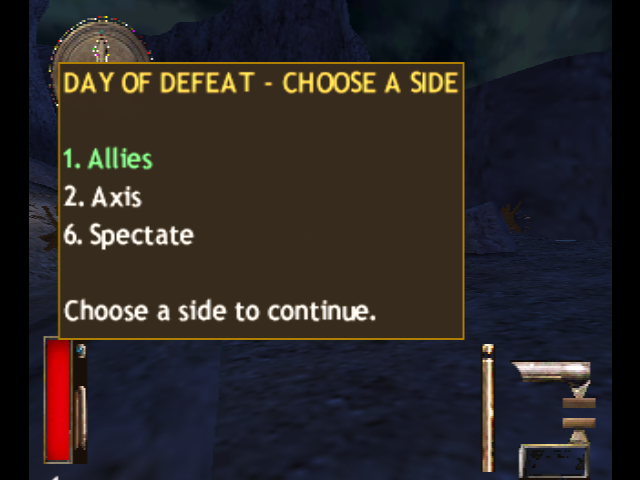 DAY OF DEFEAT - CHOOSE A SIDE
1. Allies
2. Axis
6. Spectate
Choose a side to continue.